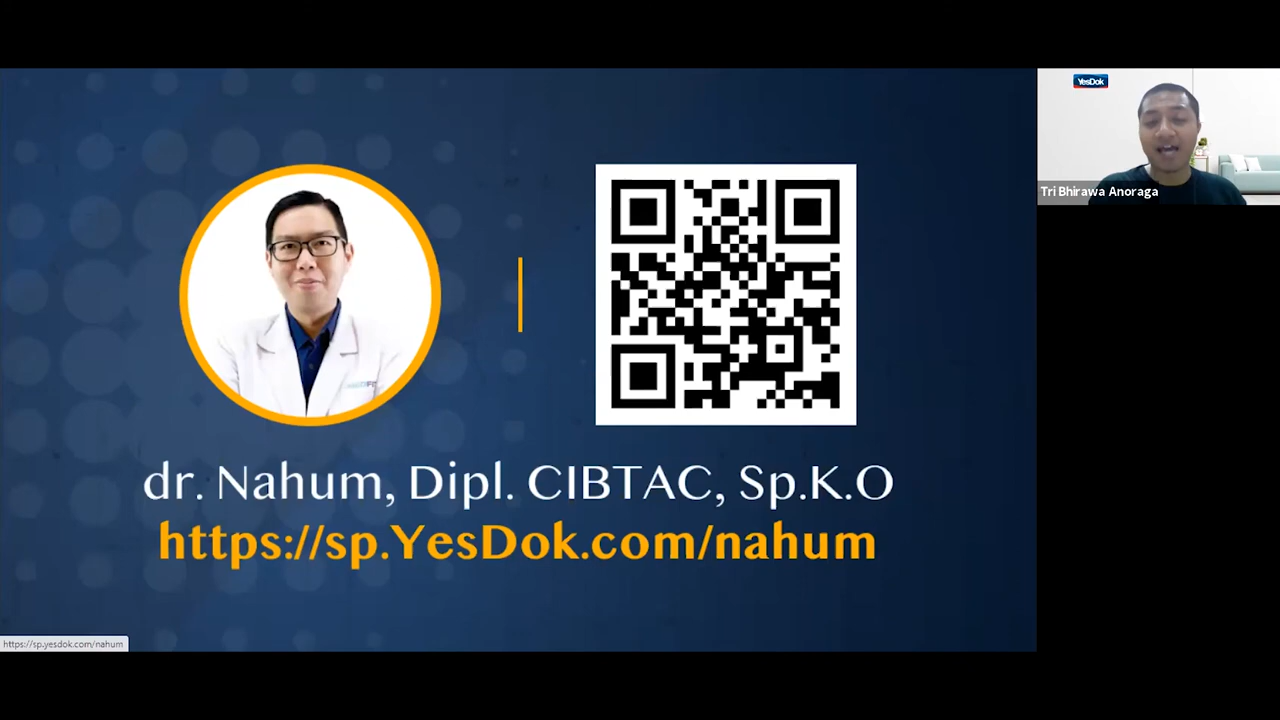 YesDok
Tri Bhirawa Anoraga
dr. Nahum, Dipl. CIBTAC, Sp.K.O
https://sp.YesDok.com/nahum
https://sp.yesdok.com/nahum